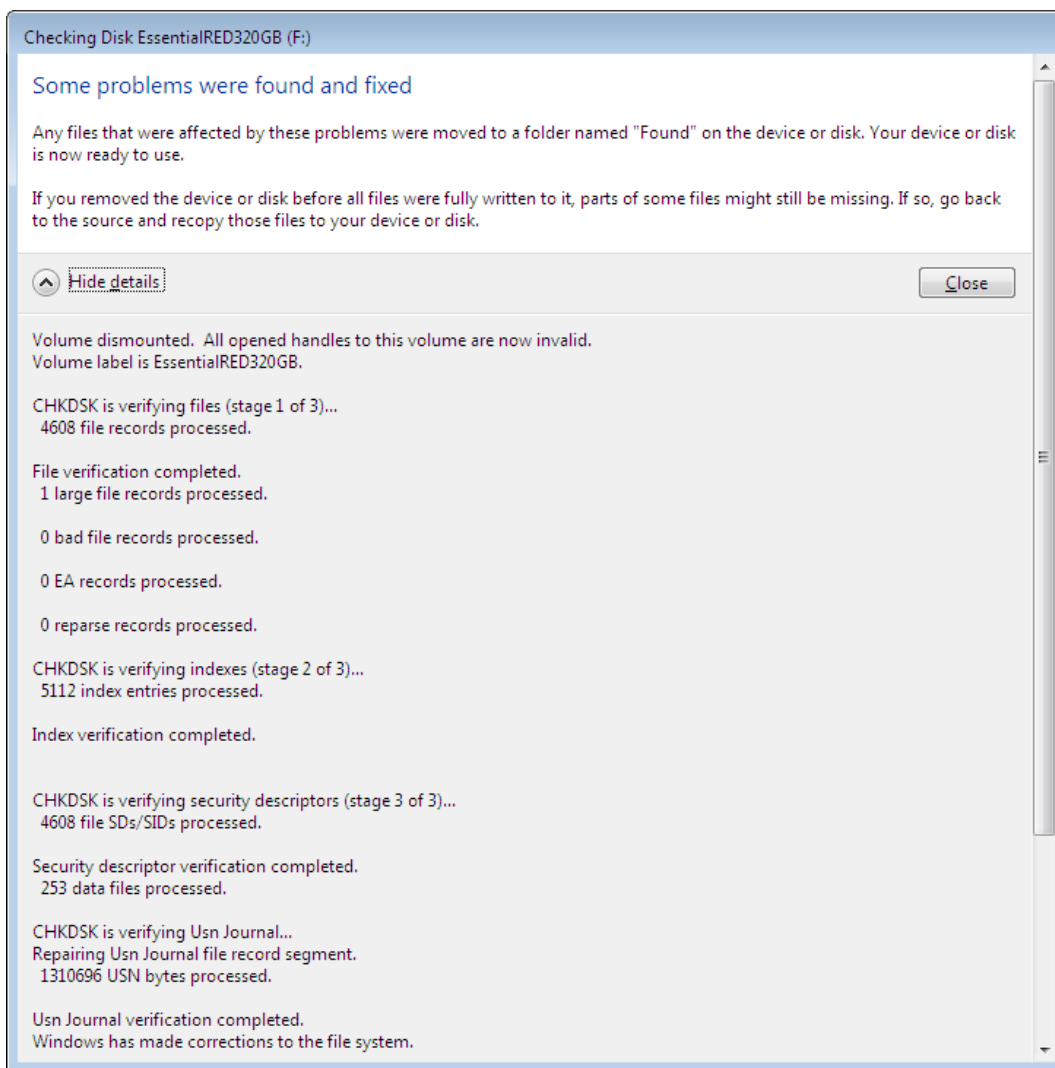 Checking Disk EssentialRED320GB (F:)
Some problems were found and fixed
Any files that were affected by these problems were moved to a folder named "Found" on the device or disk. Your device or disk
is now ready to use.
If you removed the device or disk before all files were fully written to it, parts of some files might still be missing. If so, go back
to the source and recopy those files to your device or disk.
Hide details
Close
Volume dismounted.  All opened handles to this volume are now invalid.
Volume label is EssentialRED320GB.
CHKDSK is verifying files (stage 1 of 3)...
4608 file records processed.
File verification completed.
1 large file records processed.
0 bad file records processed.
0 EA records processed.
0 reparse records processed.
CHKDSK is verifying indexes (stage 2 of 3)...
5112 index entries processed.
Index verification completed.
CHKDSK is verifying security descriptors (stage 3 of 3)...
4608 file SDs/SIDs processed.
Security descriptor verification completed.
253 data files processed.
CHKDSK is verifying Usn Journal...
Repairing Usn Journal file record segment.
1310696 USN bytes processed.
Usn Journal verification completed.
Windows has made corrections to the file system.